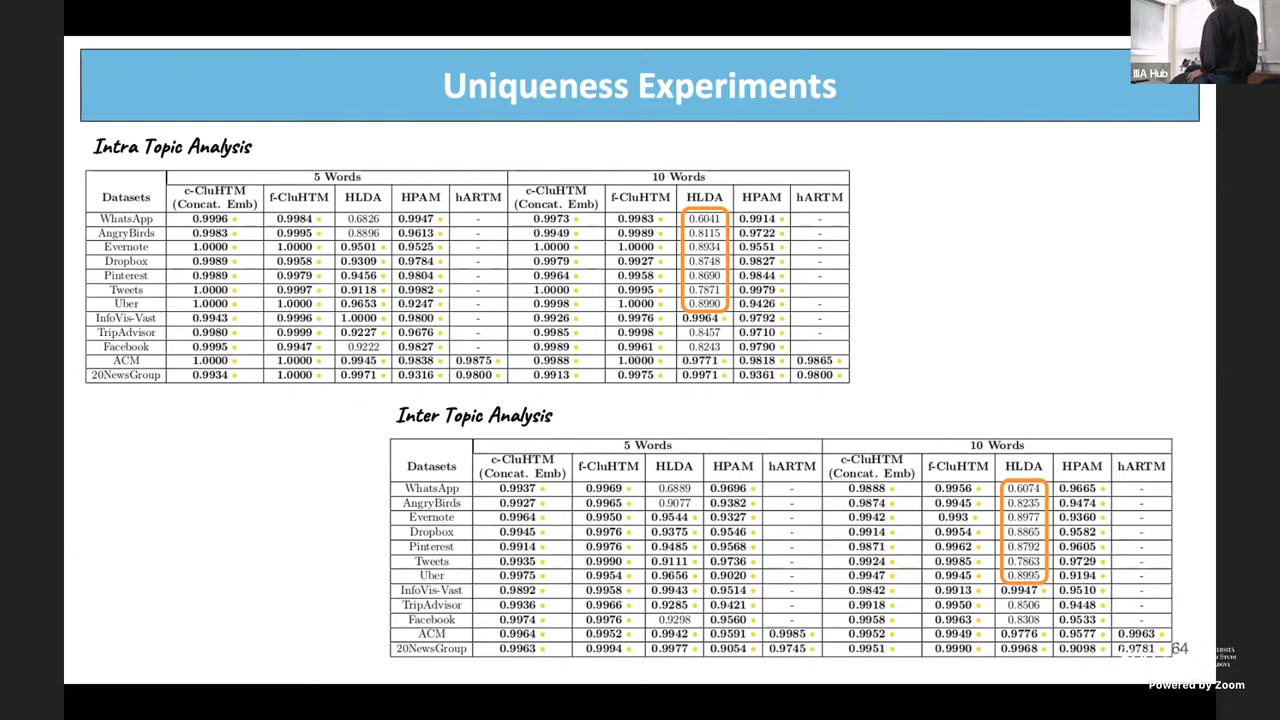 IIIA Hub
Uniqueness Experiments
Intra Topic Analysis
5 Words 10 Words
Datasets c-CluHTM (Concat. Emb) f-CluHTM HLDA HPAM hARTM c-CluHTM (Concat. Emb) f-CluHTM HLDA HPAM hARTM
WhatsApp 0.9996 • 0.9984 • 0.6826 0.9947 • - 0.9973 • 0.9983 • 0.6041 0.9914 • -
AngryBirds 0.9983 • 0.9995 • 0.8896 0.9613 • - 0.9949 • 0.9989 • 0.8115 0.9722 • -
Evernote 1.0000 • 1.0000 • 0.9501 • 0.9525 • - 1.0000 • 1.0000 • 0.8934 0.9551 • -
Dropbox 0.9989 • 0.9958 • 0.9309 • 0.9784 • - 0.9979 • 0.9927 • 0.8748 0.9827 • -
Pinterest 0.9989 • 0.9979 • 0.9456 • 0.9804 • - 0.9964 • 0.9958 • 0.8690 0.9844 • -
Tweets 1.0000 • 0.9997 • 0.9118 • 0.9982 • - 1.0000 • 0.9995 • 0.7871 0.9979 •
Uber 1.0000 • 1.0000 • 0.9653 • 0.9247 • - 0.9998 • 1.0000 • 0.8990 0.9426 • -
InfoVis-Vast 0.9943 • 0.9996 • 1.0000 • 0.9800 • - 0.9926 • 0.9976 • 0.9964 • 0.9792 • -
TripAdvisor 0.9980 • 0.9999 • 0.9227 • 0.9676 • - 0.9985 • 0.9998 • 0.8457 0.9710 • -
Facebook 0.9995 • 0.9947 • 0.9222 0.9827 • - 0.9989 • 0.9961 • 0.8243 0.9790 •
ACM 1.0000 • 1.0000 • 0.9945 • 0.9838 • 0.9875 • 0.9988 • 1.0000 • 0.9771 • 0.9818 • 0.9865 •
20NewsGroup 0.9934 • 1.0000 • 0.9971 • 0.9316 • 0.9800 • 0.9913 • 0.9975 • 0.9971 • 0.9361 • 0.9800 •
Inter Topic Analysis
5 Words 10 Words
Datasets c-CluHTM (Concat. Emb) f-CluHTM HLDA HPAM hARTM c-CluHTM (Concat. Emb) f-CluHTM HLDA HPAM hARTM
WhatsApp 0.9937 • 0.9969 • 0.6889 0.9696 • - 0.9888 • 0.9956 • 0.6074 0.9665 • -
AngryBirds 0.9927 • 0.9965 • 0.9077 0.9382 • - 0.9874 • 0.9945 • 0.8235 0.9474 • -
Evernote 0.9964 • 0.9950 • 0.9544 • 0.9327 • - 0.9942 • 0.993 • 0.8977 0.9360 • -
Dropbox 0.9945 • 0.9976 • 0.9375 • 0.9546 • - 0.9914 • 0.9954 • 0.8865 0.9582 • -
Pinterest 0.9914 • 0.9976 • 0.9485 • 0.9568 • - 0.9871 • 0.9962 • 0.8792 0.9605 • -
Tweets 0.9935 • 0.9990 • 0.9111 • 0.9736 • - 0.9924 • 0.9985 • 0.7863 0.9729 • -
Uber 0.9975 • 0.9954 • 0.9656 • 0.9020 • - 0.9947 • 0.9945 • 0.8995 0.9194 • -
InfoVis-Vast 0.9892 • 0.9958 • 0.9943 • 0.9514 • - 0.9842 • 0.9913 • 0.9947 • 0.9510 • -
TripAdvisor 0.9936 • 0.9966 • 0.9285 • 0.9421 • - 0.9918 • 0.9950 • 0.8506 0.9448 • -
Facebook 0.9974 • 0.9976 • 0.9298 0.9560 • - 0.9958 • 0.9963 • 0.8308 0.9533 • -
ACM 0.9964 • 0.9952 • 0.9942 • 0.9591 • 0.9985 • 0.9952 • 0.9949 • 0.9776 • 0.9577 • 0.9963 •
20NewsGroup 0.9963 • 0.9994 • 0.9977 • 0.9054 • 0.9745 • 0.9951 • 0.9990 • 0.9968 • 0.9098 • 0.9781 •
64
Powered by Zoom